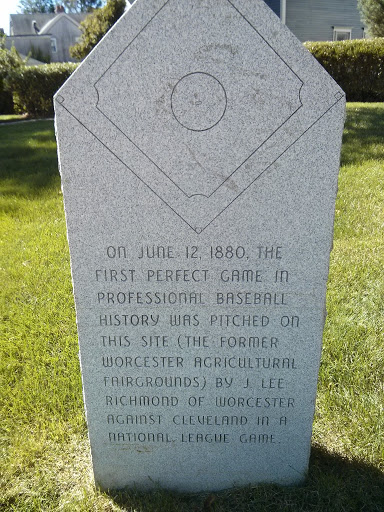 ON JUNE 12, 1880, THE
FIRST PERFECT GAME IN
PROFESSIONAL BASEBALL
HISTORY WAS PITCHED ON
THIS SITE (THE FORMER
WORCESTER AGRICULTURAL
FAIRGROUNDS) BY J. LEE
RICHMOND OF WORCESTER
AGAINST CLEVELAND IN A
NATIONAL LEAGUE GAME.